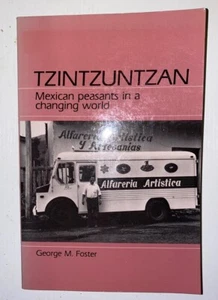 TZINTZUNTZAN
Mexican peasants in a
changing world
Alfarería Artística
Y Artesanías
Alfarería Artística
George M. Foster